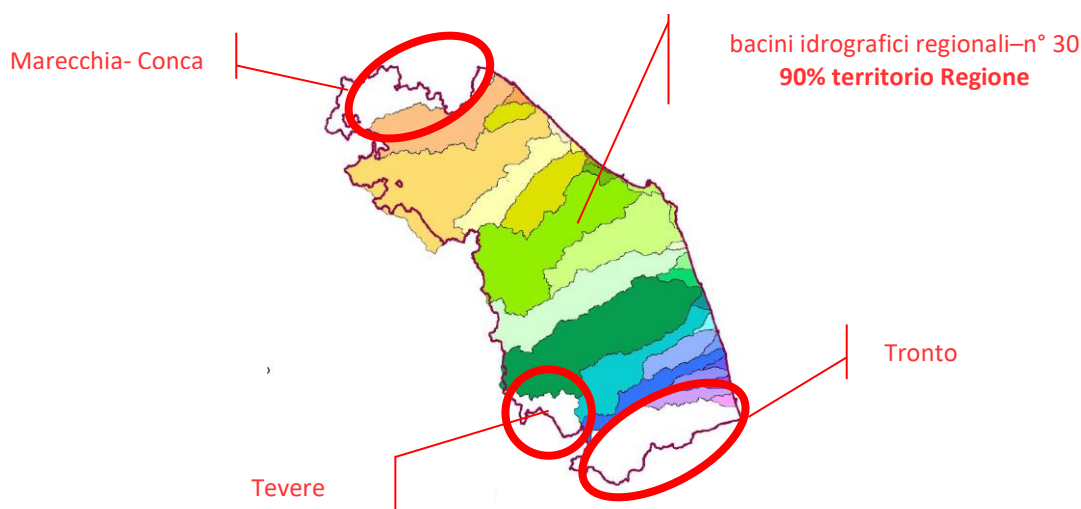 Marecchia- Conca
bacini idrografici regionali–n° 30
90% territorio Regione
Tronto
Tevere